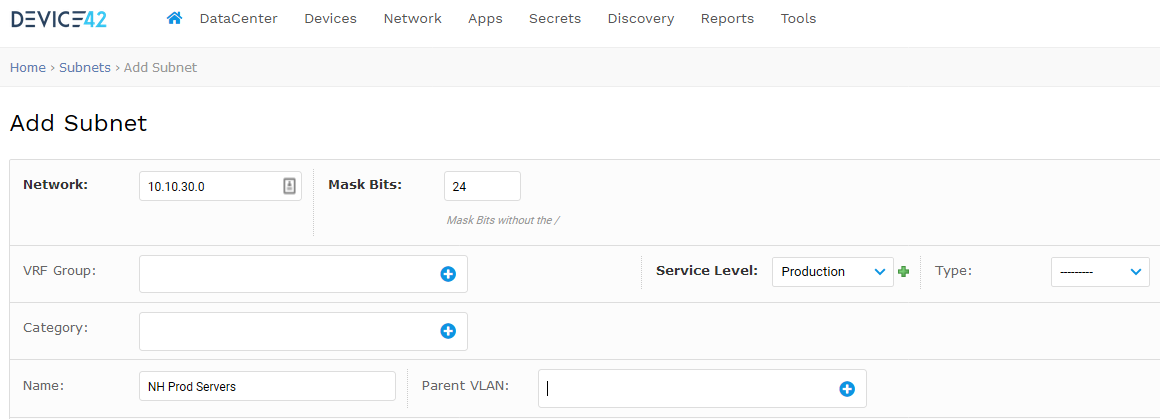 DEVICE42 DataCenter Devices Network Apps Secrets Discovery Reports Tools
Home › Subnets › Add Subnet
Add Subnet
Network: 10.10.30.0 Mask Bits: 24
Mask Bits without the /
VRF Group: Service Level: Production Type: ---------
Category:
Name: NH Prod Servers Parent VLAN: